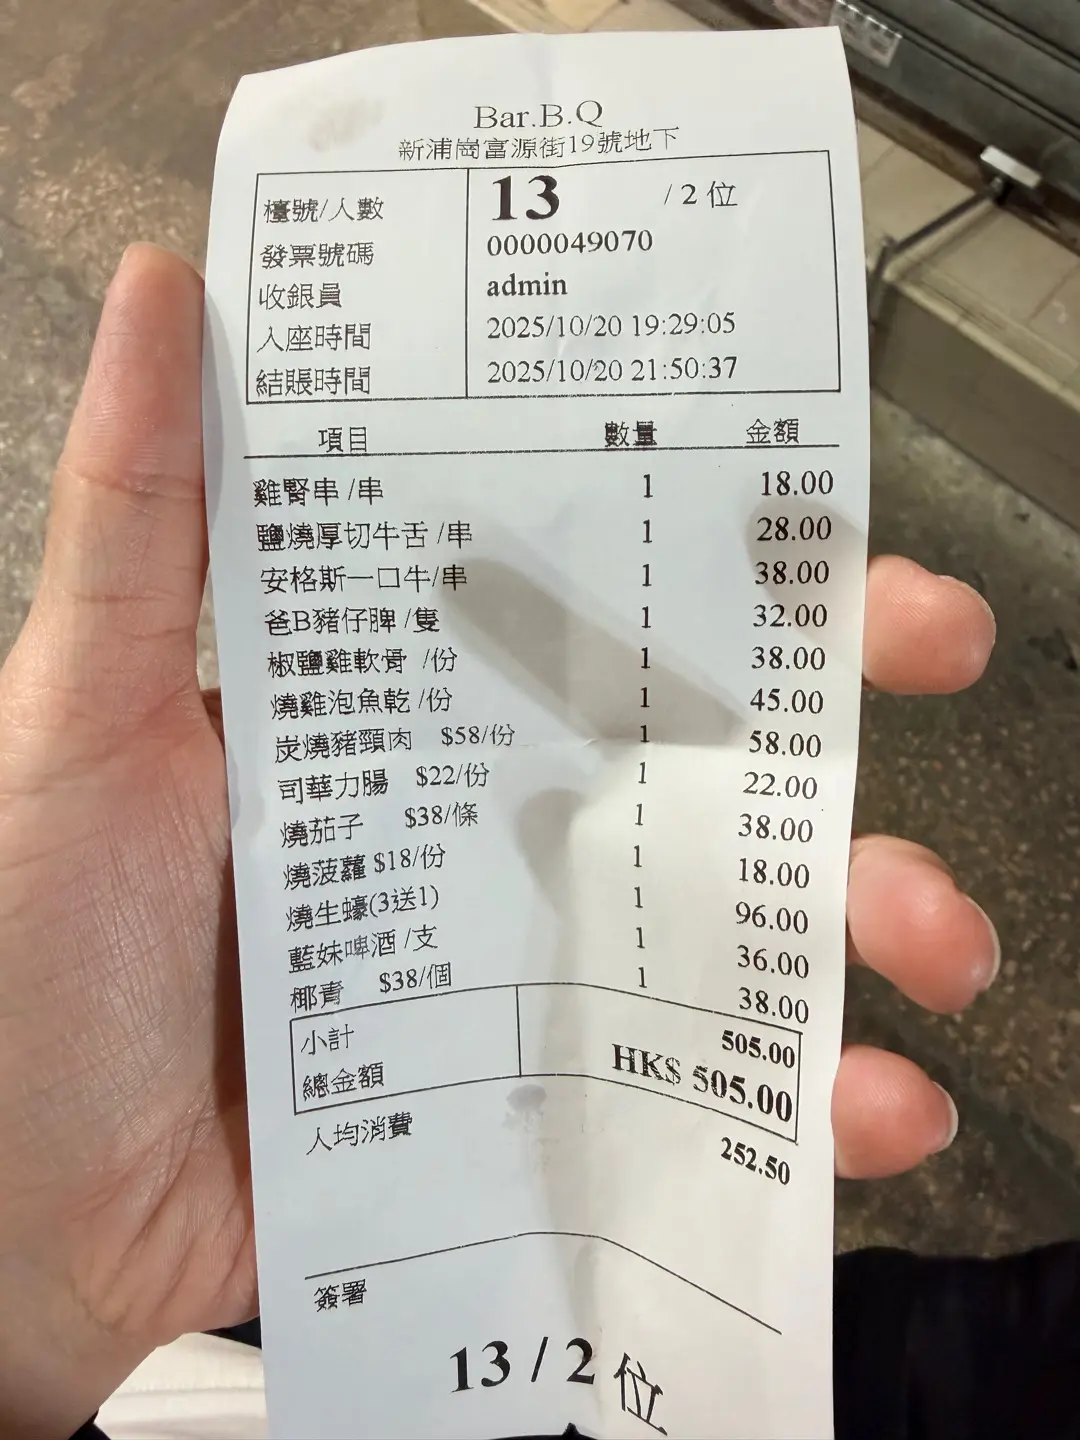 Bar.B.Q
新浦崗富源街19號地下
檯號/人數 13 / 2 位
發票號碼 0000049070
收銀員 admin
入座時間 2025/10/20 19:29:05
結賬時間 2025/10/20 21:50:37
項目 數量 金額
雞腎串 /串 1 18.00
鹽燒厚切牛舌 /串 1 28.00
安格斯一口牛/串 1 38.00
爸B豬仔脾 /隻 1 32.00
椒鹽雞軟骨 /份 1 38.00
燒雞泡魚乾 /份 1 45.00
炭燒豬頸肉 $58/份 1 58.00
司華力腸 $22/份 1 22.00
燒茄子 $38/條 1 38.00
燒菠蘿 $18/份 1 18.00
燒生蠔(3送1) 1 96.00
藍妹啤酒 /支 1 36.00
椰青 $38/個 1 38.00
小計 505.00
總金額 HK$ 505.00
人均消費 252.50
簽署
13 / 2 位